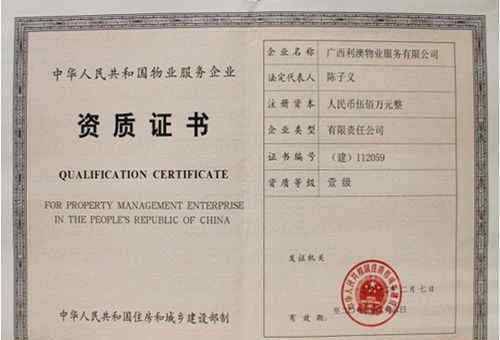 中华人民共和国物业服务企业
资质证书
QUALIFICATION CERTIFICATE
FOR PROPERTY MANAGEMENT ENTERPRISE
IN THE PEOPLE'S REPUBLIC OF CHINA
中华人民共和国住房和城乡建设部制
企业名称 广西利澳物业服务有限公司
法定代表人 陈子义
注册资本 人民币伍佰万元整
企业类型 有限责任公司
证书编号 （建）112059
资质等级 壹级
发证机关
二月七日
有效期:
至